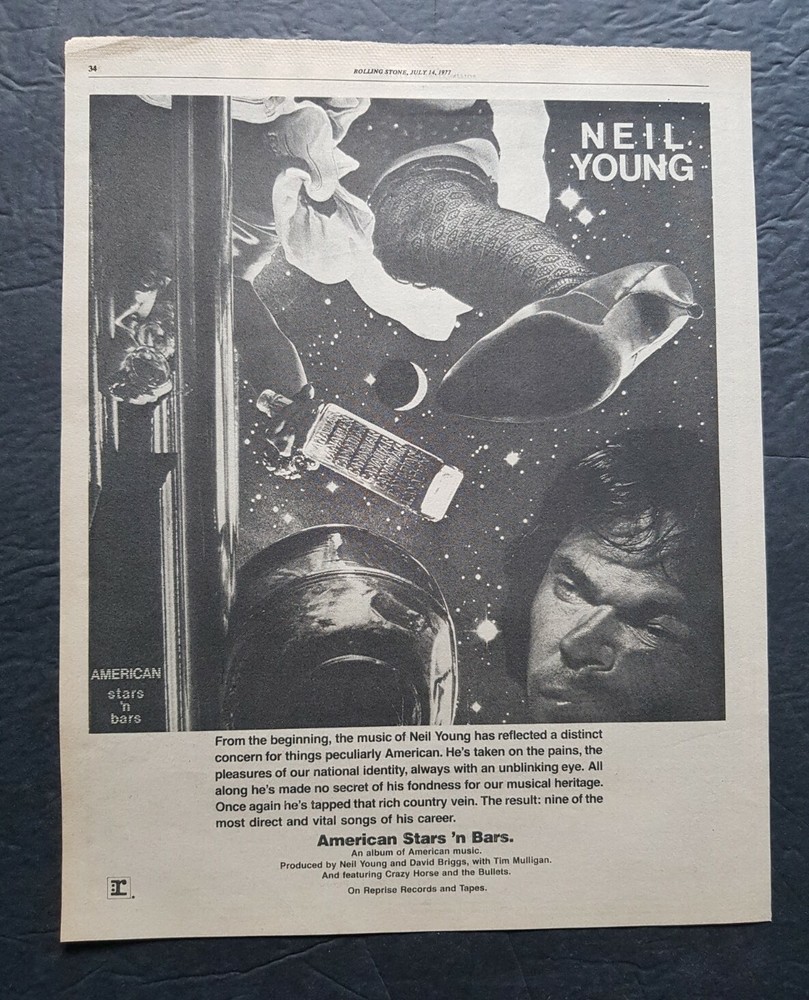 34
ROLLING STONE, JULY 14, 1977
NEIL
YOUNG
AMERICAN
stars
'n
bars
From the beginning, the music of Neil Young has reflected a distinct
concern for things peculiarly American. He's taken on the pains, the
pleasures of our national identity, always with an unblinking eye. All
along he's made no secret of his fondness for our musical heritage.
Once again he's tapped that rich country vein. The result: nine of the
most direct and vital songs of his career.
American Stars 'n Bars.
An album of American music.
Produced by Neil Young and David Briggs, with Tim Mulligan.
And featuring Crazy Horse and the Bullets.
On Reprise Records and Tapes.
r